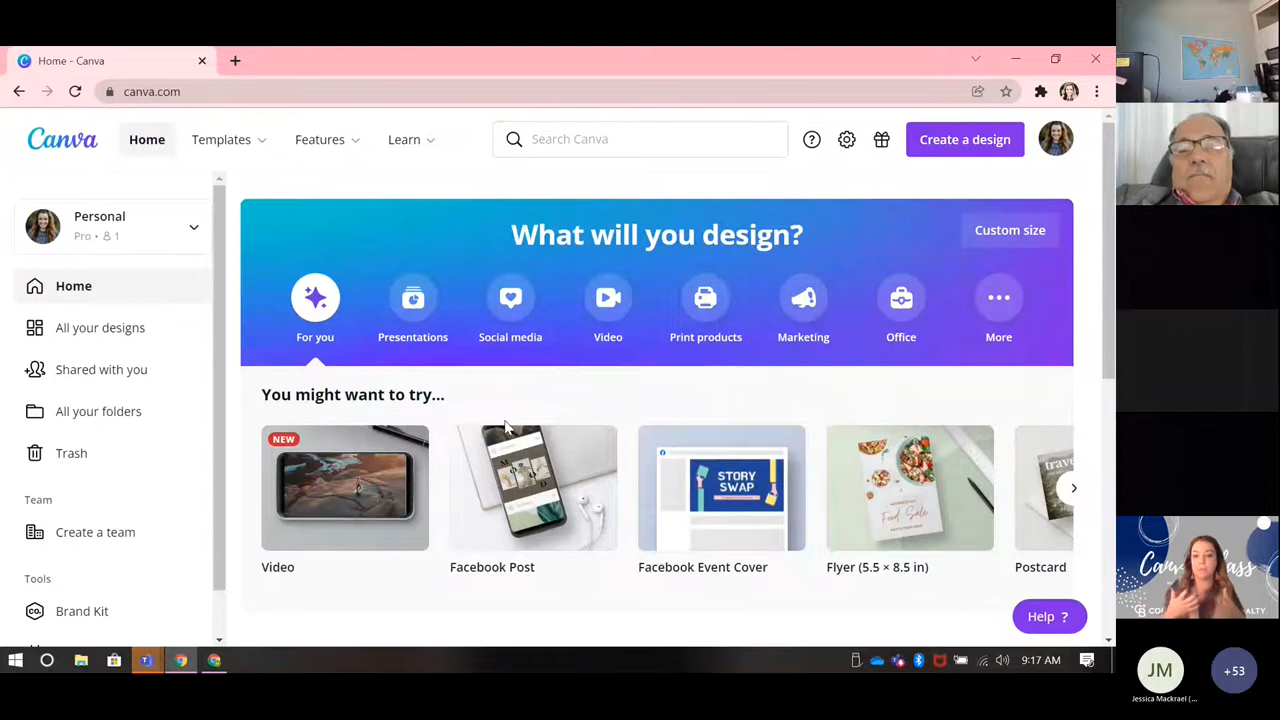 Home - Canva
canva.com
Canva
Home
Templates
Features
Learn
Search Canva
Create a design
Personal
Pro • 1
Home
All your designs
Shared with you
All your folders
Trash
Team
Create a team
Tools
Brand Kit
What will you design?
Custom size
For you
Presentations
Social media
Video
Print products
Marketing
Office
More
You might want to try...
NEW
STORY
SWAP
Food Sale
Video
Facebook Post
Facebook Event Cover
Flyer (5.5 × 8.5 in)
Postcard
Help ?
9:17 AM
JM
Jessica Mackrael (...
+53